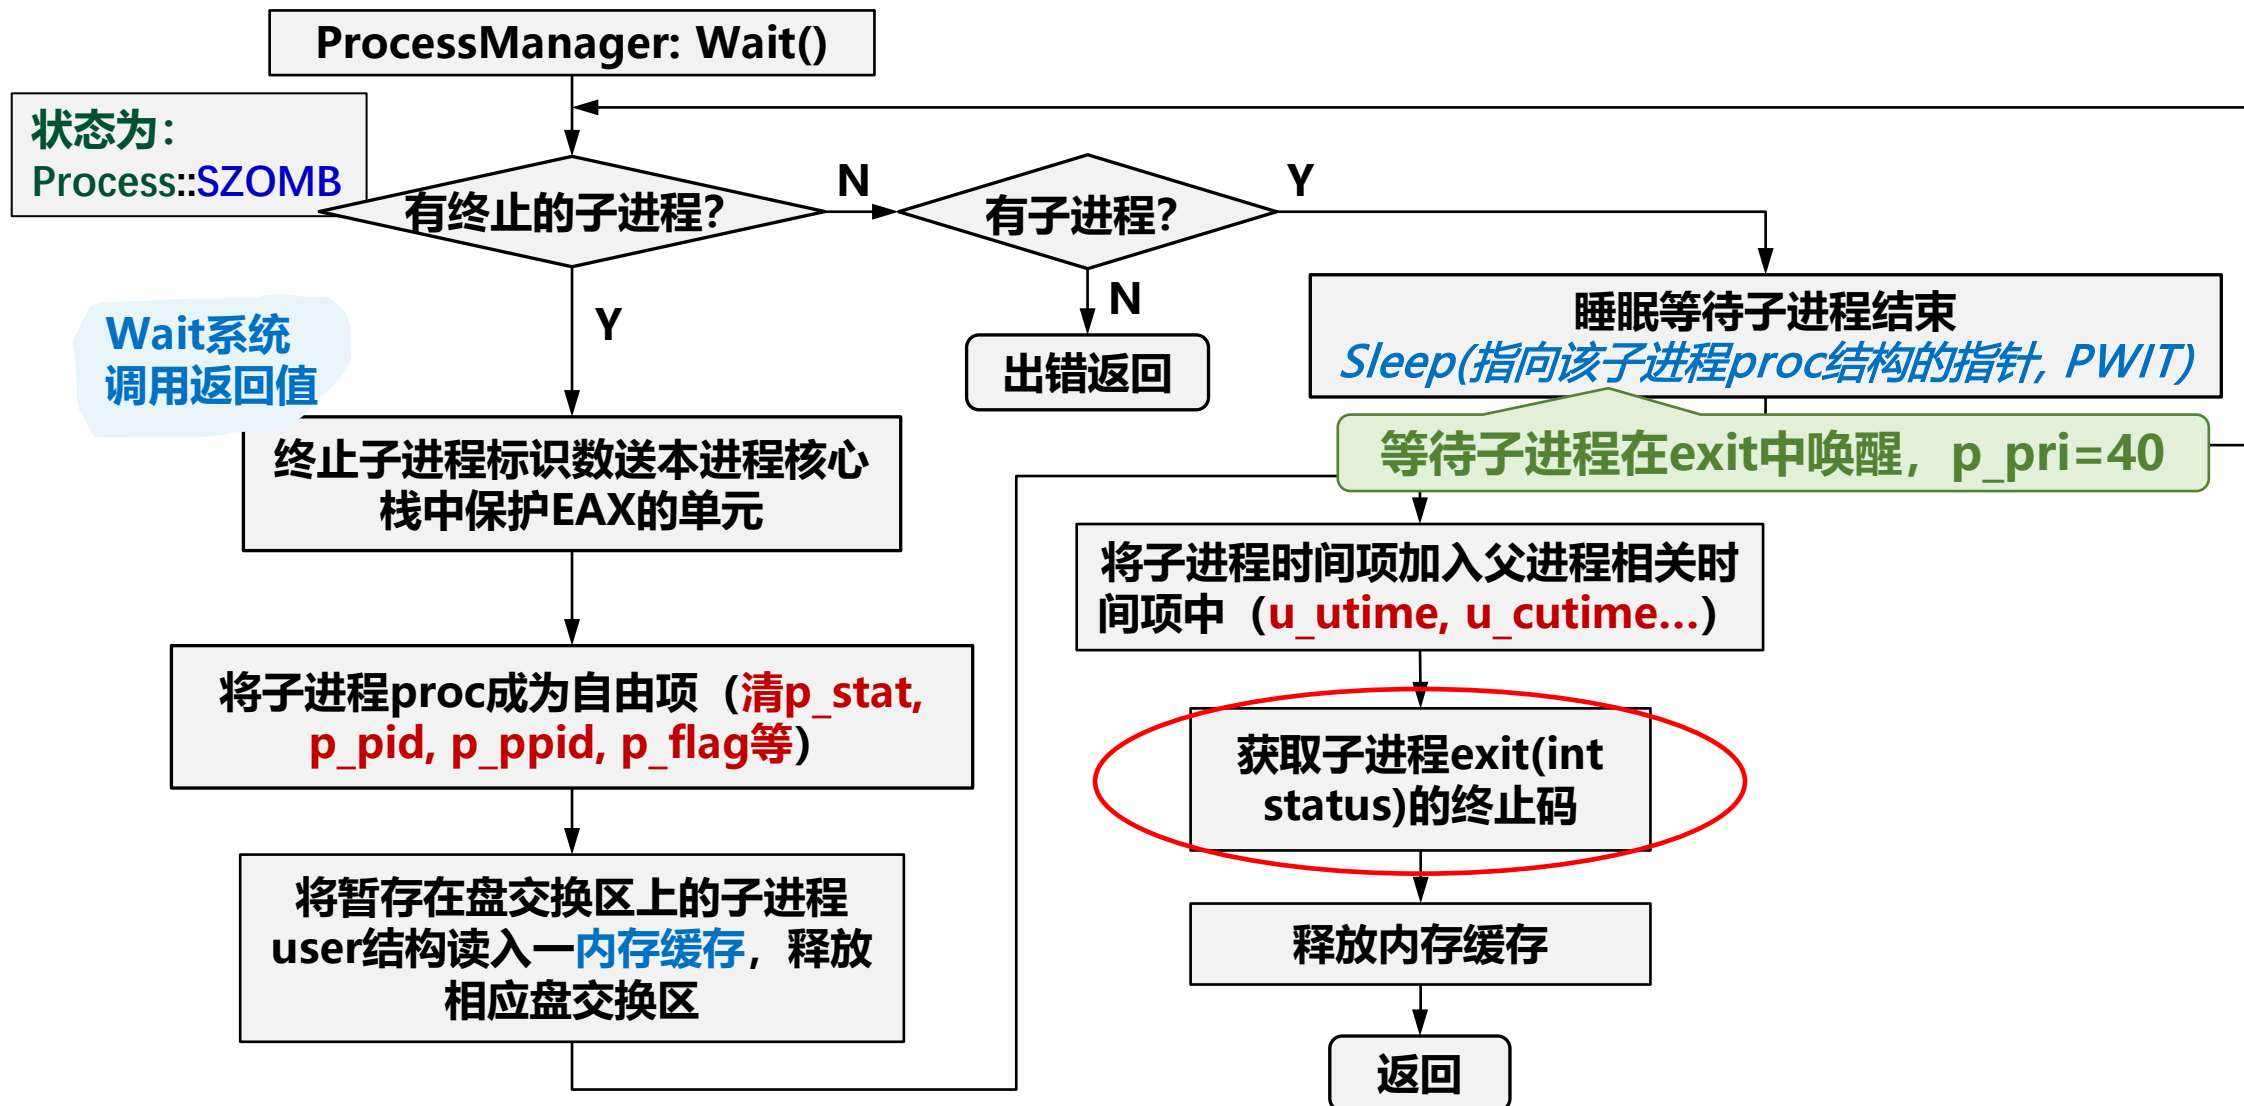 ProcessManager: Wait()
状态为：
Process::SZOMB
有终止的子进程？
N
有子进程？
Y
N
出错返回
睡眠等待子进程结束
Sleep(指向该子进程proc结构的指针, PWIT)
等待子进程在exit中唤醒，p_pri=40
Y
Wait系统
调用返回值
终止子进程标识数送本进程核心
栈中保护EAX的单元
将子进程proc成为自由项（清p_stat,
p_pid, p_ppid, p_flag等）
将暂存在盘交换区上的子进程
user结构读入一内存缓存，释放
相应盘交换区
将子进程时间项加入父进程相关时
间项中（u_utime, u_cutime...）
获取子进程exit(int
status)的终止码
释放内存缓存
返回